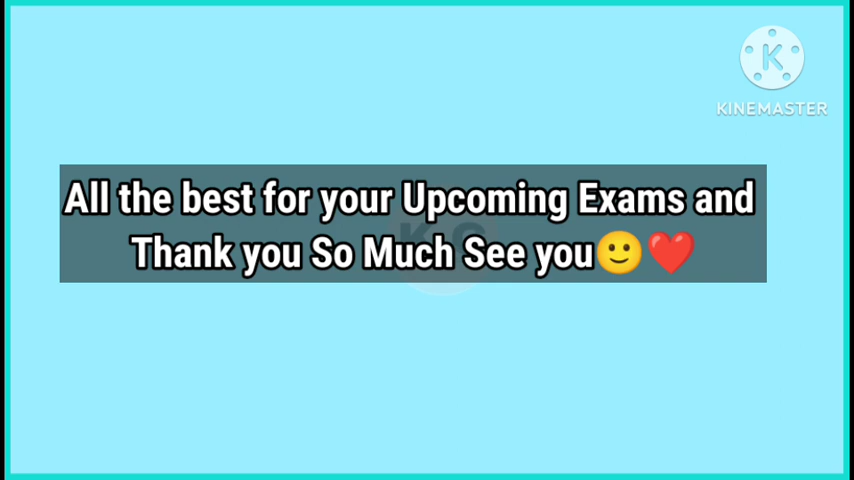 KINEMASTER
All the best for your Upcoming Exams and
Thank you So Much See you🙂❤️